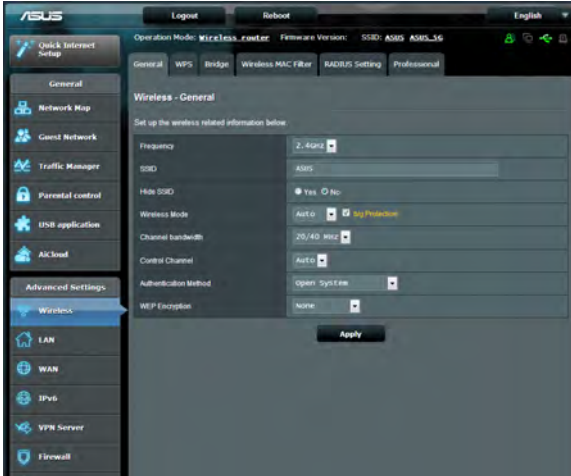 ASUS
Logout
Reboot
English
Quick Internet Setup
Operation Mode: Wireless router Firmware Version: SSID: ASUS ASUS_5G
General WPS Bridge Wireless MAC Filter RADIUS Setting Professional
General
Network Map
Guest Network
Traffic Manager
Parental control
USB application
AiCloud
Advanced Settings
Wireless
LAN
WAN
IPv6
VPN Server
Firewall
Wireless - General
Set up the wireless related information below.
Frequency 2.4GHz
SSID ASUS
Hide SSID Yes No
Wireless Mode Auto b/g Protection
Channel bandwidth 20/40 MHz
Control Channel Auto
Authentication Method Open System
WEP Encryption None
Apply